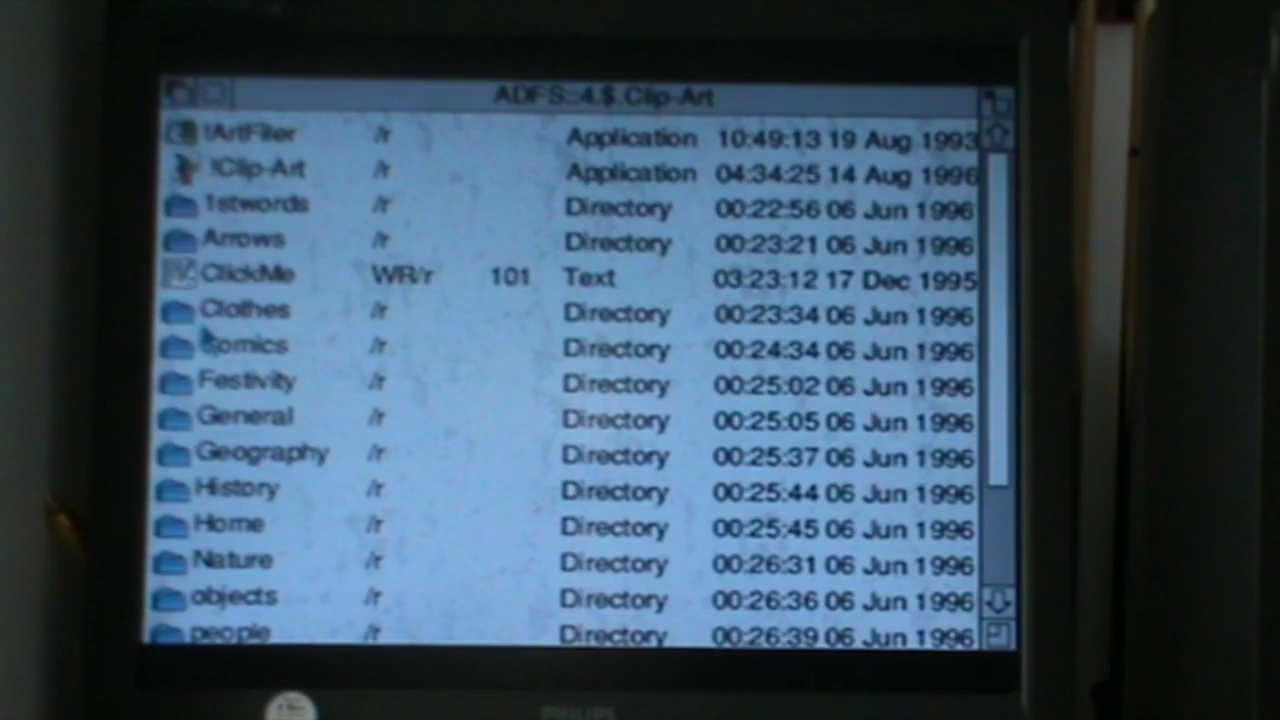 ADFS::4.$.Clip-Art
!ArtFiler /r Application 10:49:13 19 Aug 1993
!Clip-Art /r Application 04:34:25 14 Aug 1996
1stwords /r Directory 00:22:56 06 Jun 1996
Arrows /r Directory 00:23:21 06 Jun 1996
ClickMe WR/r 101 Text 03:23:12 17 Dec 1995
Clothes /r Directory 00:23:34 06 Jun 1996
Comics /r Directory 00:24:34 06 Jun 1996
Festivity /r Directory 00:25:02 06 Jun 1996
General /r Directory 00:25:05 06 Jun 1996
Geography /r Directory 00:25:37 06 Jun 1996
History /r Directory 00:25:44 06 Jun 1996
Home /r Directory 00:25:45 06 Jun 1996
Nature /r Directory 00:26:31 06 Jun 1996
objects /r Directory 00:26:36 06 Jun 1996
people /r Directory 00:26:39 06 Jun 1996
PHILIPS